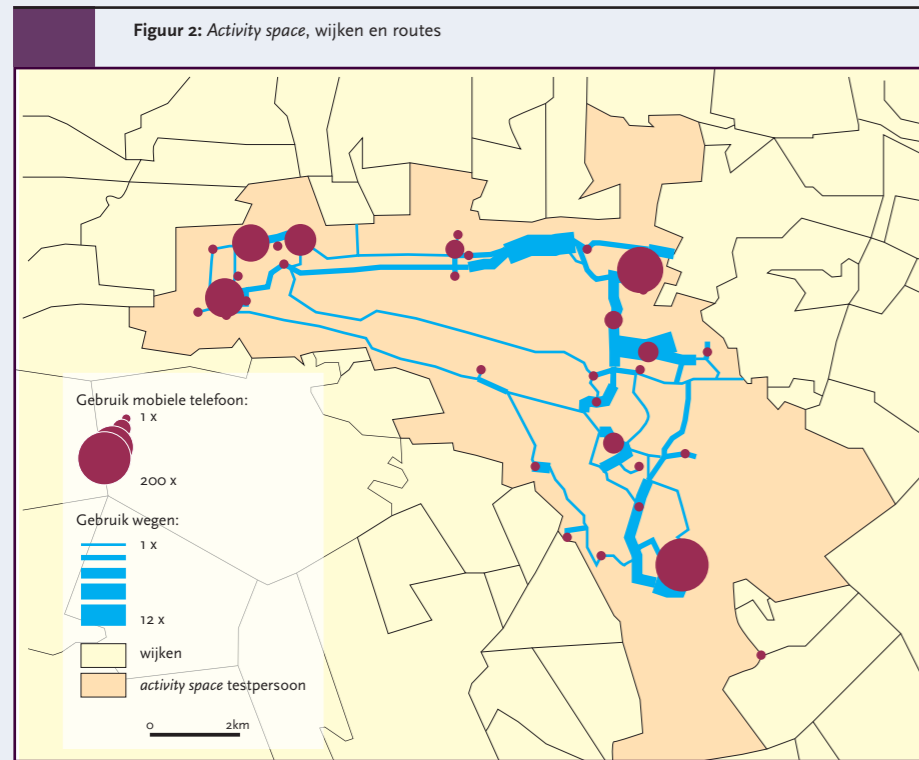 Figuur 2: Activity space, wijken en routes
Gebruik mobiele telefoon:
1 x
200 x
Gebruik wegen:
1 x
12 x
wijken
activity space testpersoon
0 2km